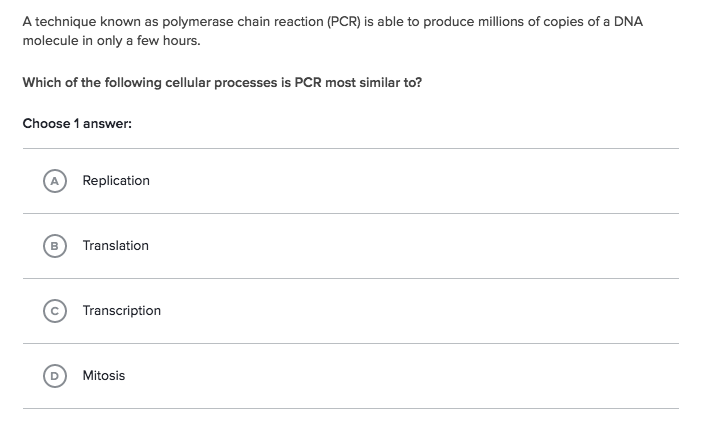 A technique known as polymerase chain reaction (PCR) is able to produce millions of copies of a DNA
molecule in only a few hours.
Which of the following cellular processes is PCR most similar to?
Choose 1 answer:
A Replication
B Translation
C Transcription
D Mitosis